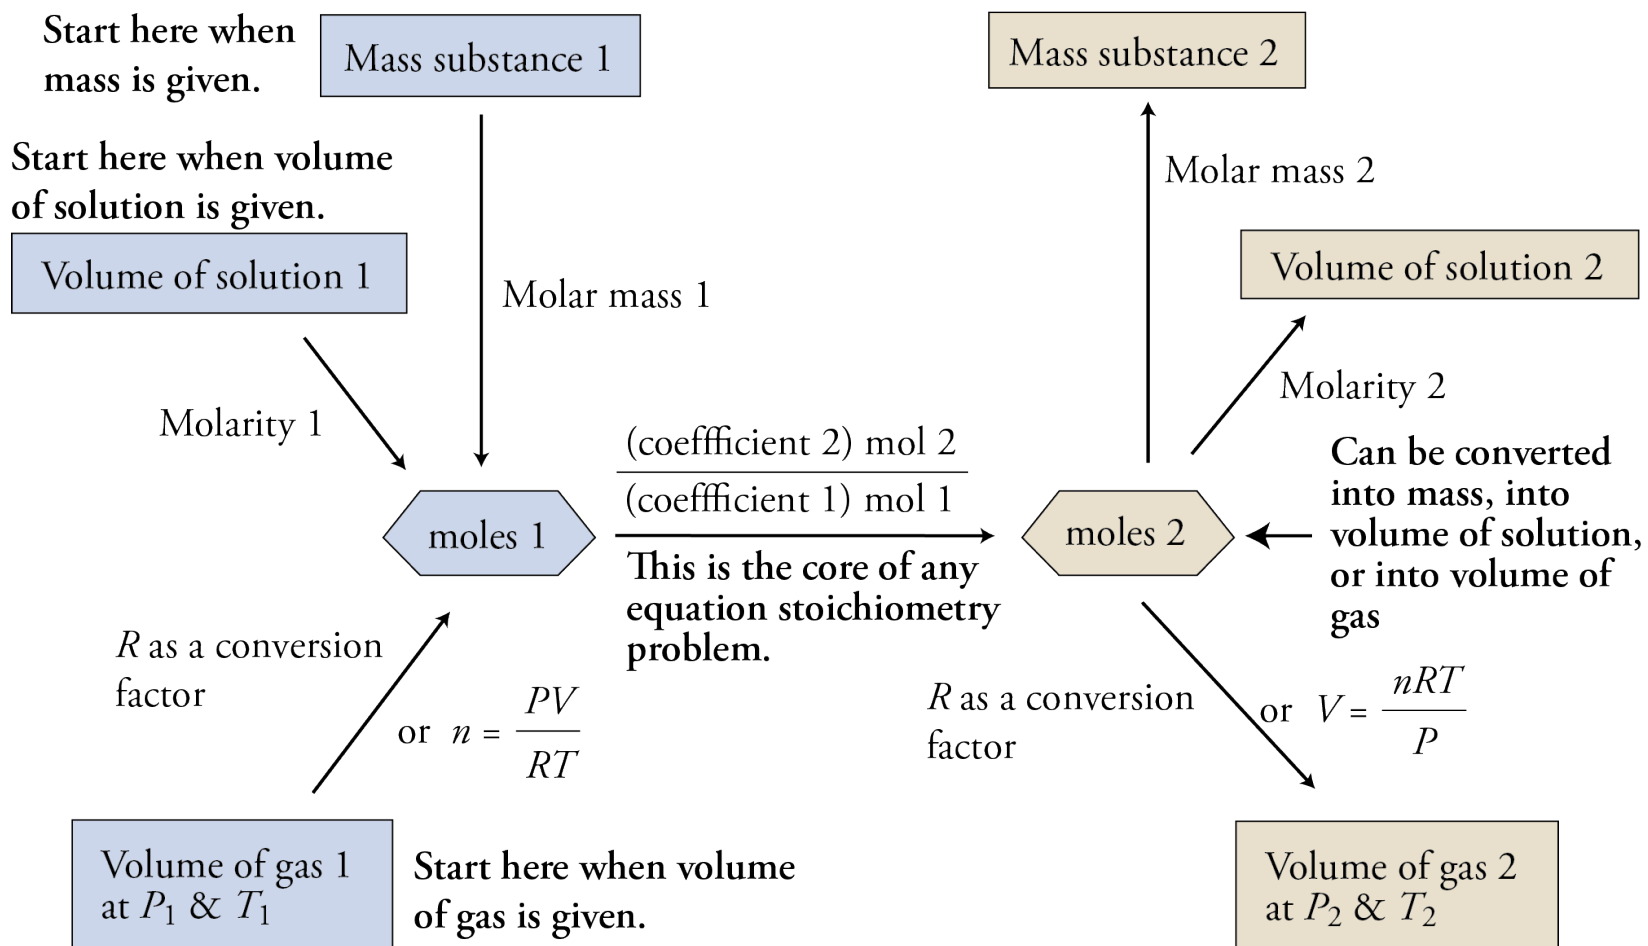 Start here when
mass is given.
Mass substance 1
Mass substance 2
Start here when volume
of solution is given.
Molar mass 2
Volume of solution 1
Volume of solution 2
Molar mass 1
Molarity 1
Molarity 2
(coeffficient 2) mol 2
(coeffficient 1) mol 1
moles 1
moles 2
Can be converted
into mass, into
volume of solution,
or into volume of
gas
This is the core of any
equation stoichiometry
problem.
R as a conversion
factor
or n = PV
RT
R as a conversion
factor
or V = nRT
P
Volume of gas 1
at P1 & T1
Start here when volume
of gas is given.
Volume of gas 2
at P2 & T2